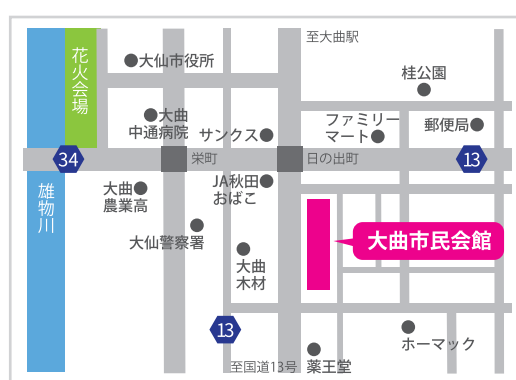 至大曲駅
花火会場
大仙市役所
桂公園
大曲
中通病院
サンクス
ファミリー
マート
郵便局
34
栄町
日の出町
13
雄物川
大曲
農業高
JA秋田
おばこ
大仙警察署
大曲市民会館
大曲
木材
13
ホーマック
至国道13号
薬王堂